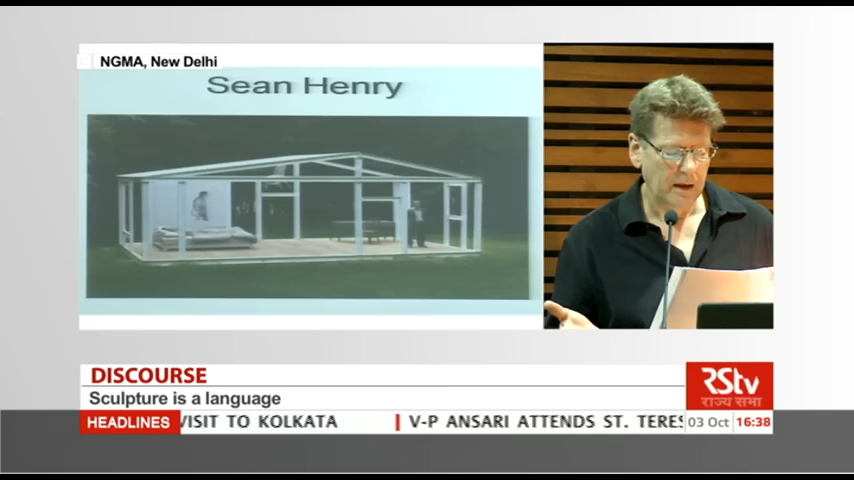 NGMA, New Delhi
Sean Henry
DISCOURSE
Sculpture is a language
RStv
राज्य सभा
HEADLINES
VISIT TO KOLKATA
V-P ANSARI ATTENDS ST. TERES
03 Oct
16:38